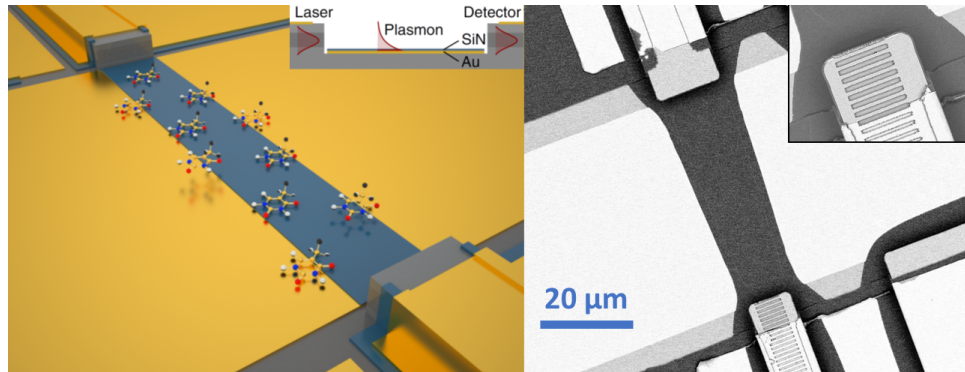 Laser
Detector
Plasmon
SiN
Au
20 µm